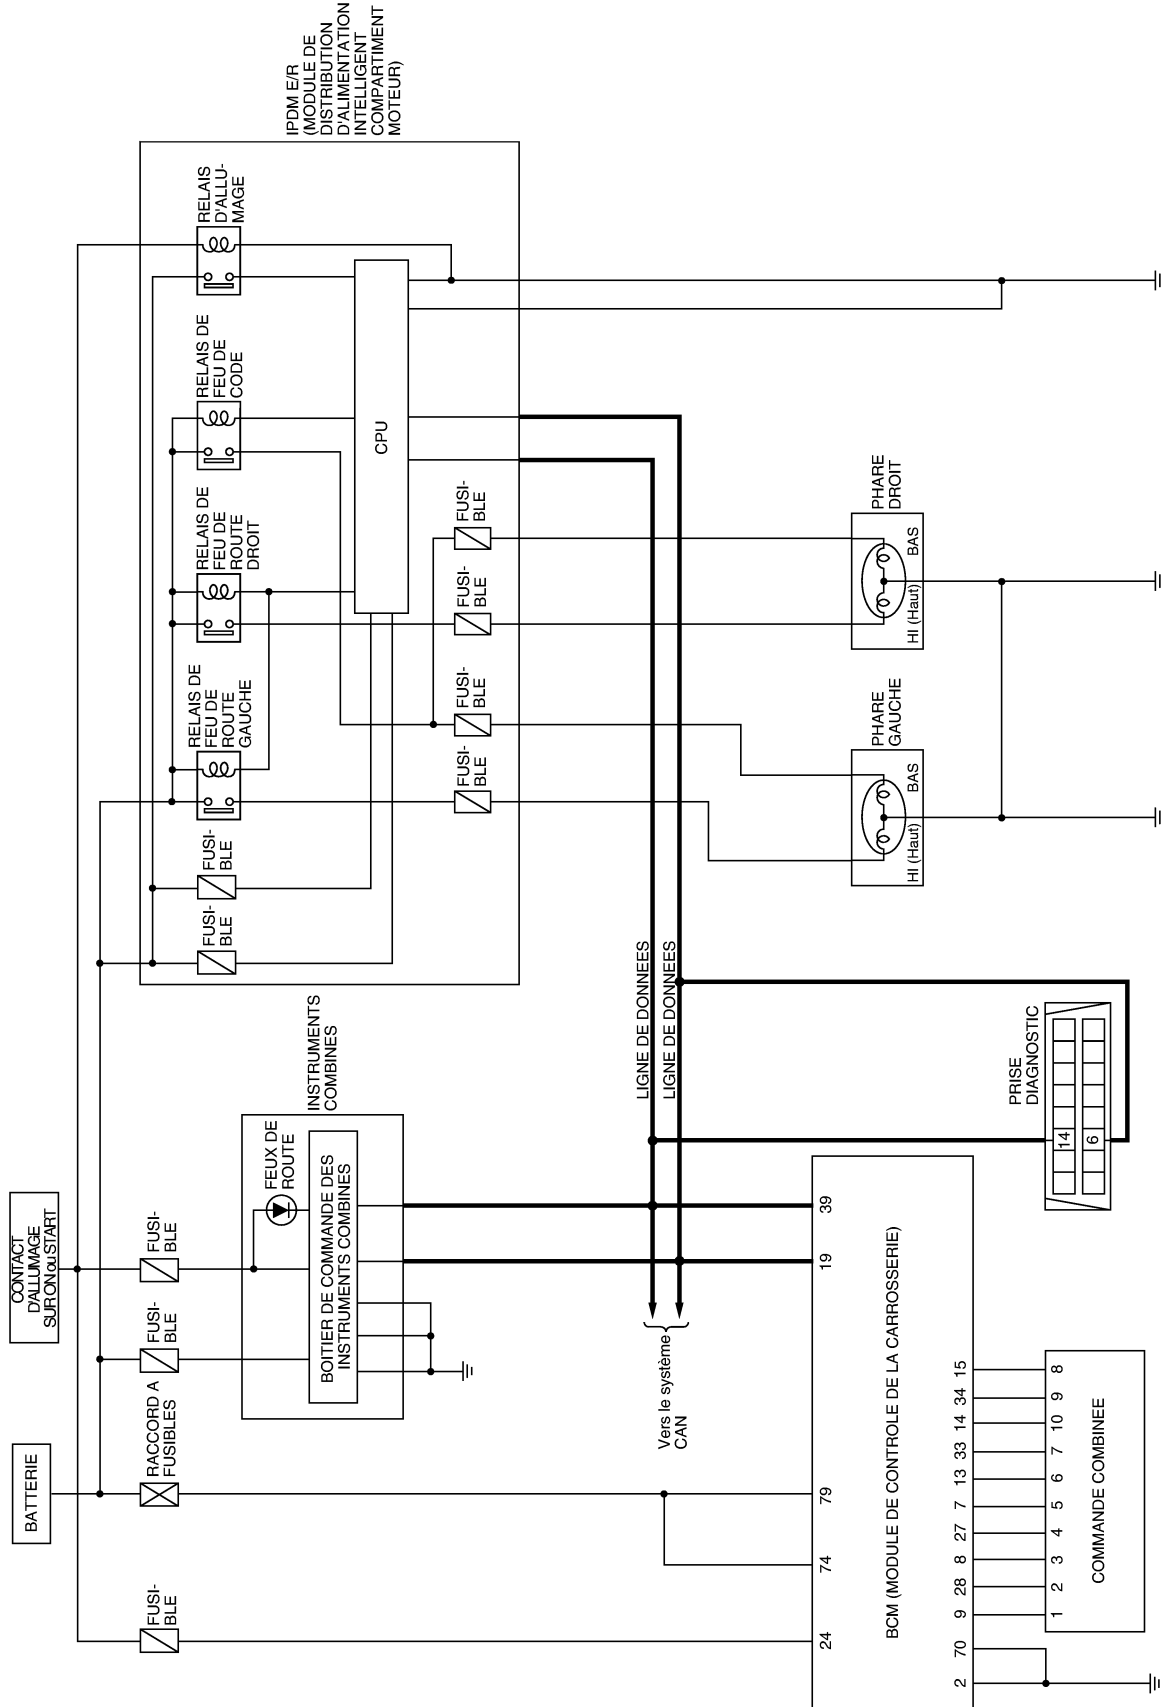 BATTERIE
CONTACT
D'ALLUMAGE
SUR ON ou START
FUSI-
BLE
RACCORD A
FUSIBLES
FUSI-
BLE
FUSI-
BLE
INSTRUMENTS
COMBINES
FEUX DE
ROUTE
BOITIER DE COMMANDE DES
INSTRUMENTS COMBINES
IPDM E/R
(MODULE DE
DISTRIBUTION
D'ALIMENTATION
INTELLIGENT
COMPARTIMENT
MOTEUR)
FUSI-
BLE
FUSI-
BLE
RELAIS DE
FEU DE
ROUTE
GAUCHE
RELAIS DE
FEU DE
ROUTE
DROIT
RELAIS DE
FEU DE
CODE
RELAIS
D'ALLU-
MAGE
CPU
FUSI-
BLE
FUSI-
BLE
FUSI-
BLE
FUSI-
BLE
LIGNE DE DONNEES
LIGNE DE DONNEES
Vers le système
CAN
PHARE
GAUCHE
HI (Haut)
BAS
PHARE
DROIT
HI (Haut)
BAS
24
74
79
19
39
BCM (MODULE DE CONTROLE DE LA CARROSSERIE)
2
70
9
28
8
27
7
13
33
14
34
15
1
2
3
4
5
6
7
10
9
8
COMMANDE COMBINEE
PRISE
DIAGNOSTIC
14
6